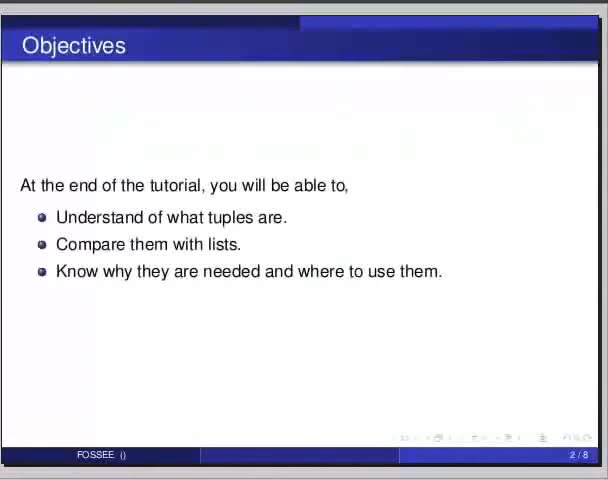 Objectives
At the end of the tutorial, you will be able to,
Understand of what tuples are.
Compare them with lists.
Know why they are needed and where to use them.
FOSSEE ()
2 / 8